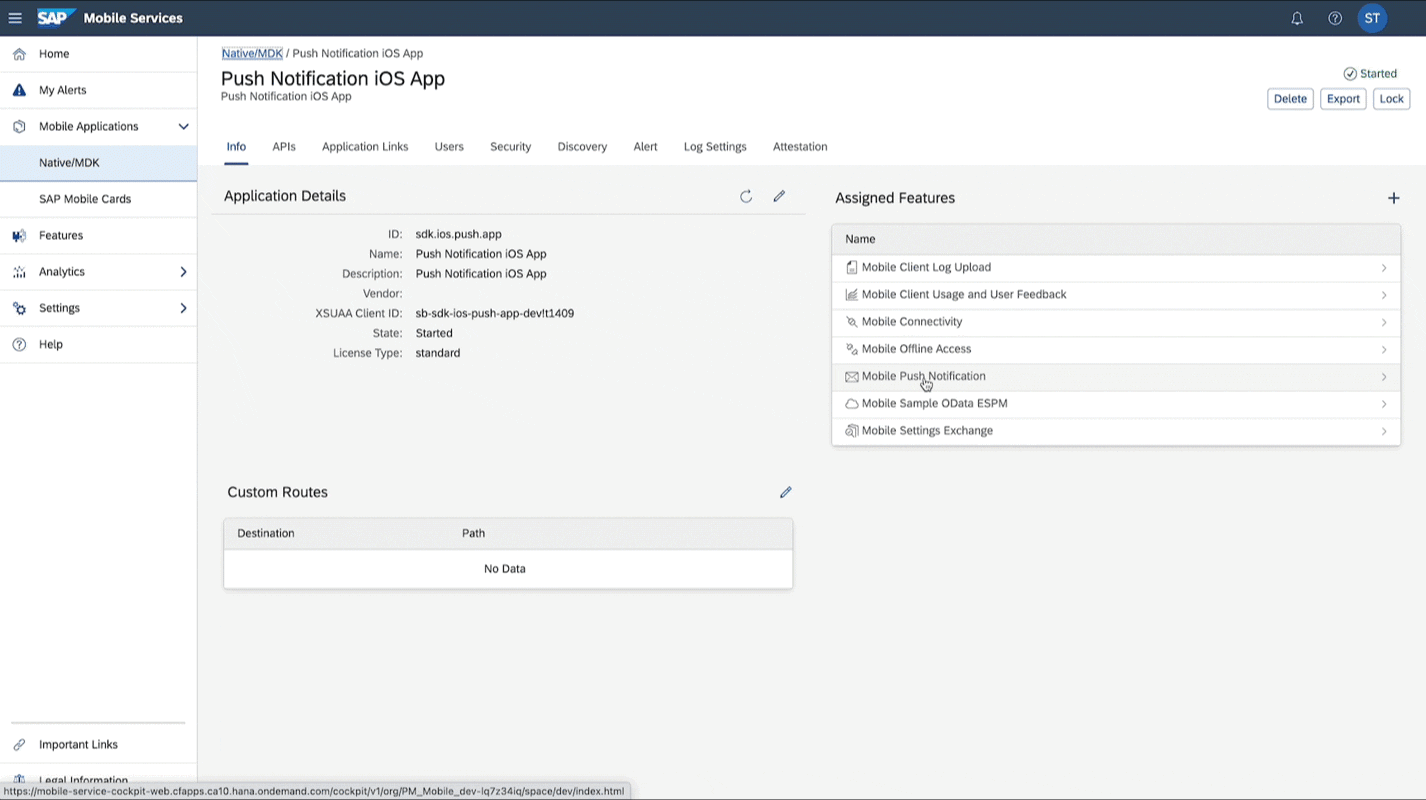 SAP Mobile Services
ST
Home
My Alerts
Mobile Applications
Native/MDK
SAP Mobile Cards
Features
Analytics
Settings
Help
Important Links
Legal Information
Native/MDK / Push Notification iOS App
Push Notification iOS App
Push Notification iOS App
Started
Delete Export Lock
Info APIs Application Links Users Security Discovery Alert Log Settings Attestation
Application Details
ID: sdk.ios.push.app
Name: Push Notification iOS App
Description: Push Notification iOS App
Vendor:
XSUAA Client ID: sb-sdk-ios-push-app-dev!t1409
State: Started
License Type: standard
Custom Routes
Destination Path
No Data
Assigned Features
Name
Mobile Client Log Upload
Mobile Client Usage and User Feedback
Mobile Connectivity
Mobile Offline Access
Mobile Push Notification
Mobile Sample OData ESPM
Mobile Settings Exchange
https://mobile-service-cockpit-web.cfapps.ca10.hana.ondemand.com/cockpit/v1/org/PM_Mobile_dev-lq7z34iq/space/dev/index.html